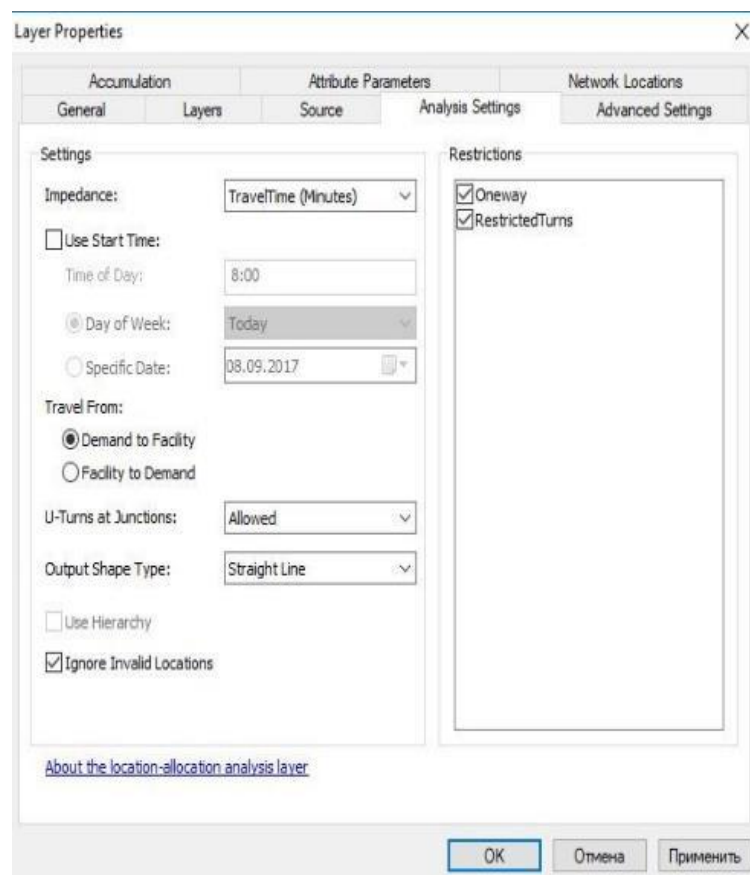 Layer Properties
Accumulation Attribute Parameters Network Locations
General Layers Source Analysis Settings Advanced Settings
Settings
Impedance: TravelTime (Minutes)
Use Start Time:
Time of Day: 8:00
Day of Week: Today
Specific Date: 08.09.2017
Travel From:
Demand to Facility
Facility to Demand
U-Turns at Junctions: Allowed
Output Shape Type: Straight Line
Use Hierarchy
Ignore Invalid Locations
Restrictions
Oneway
RestrictedTurns
About the location-allocation analysis layer
OK Отмена Применить